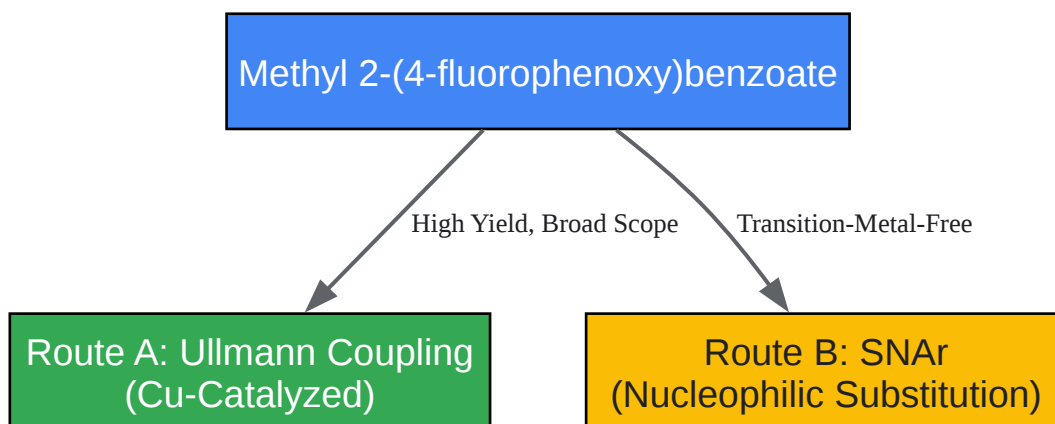 Methyl 2-(4-fluorophenoxy)benzoate
High Yield, Broad Scope
Transition-Metal-Free
Route A: Ullmann Coupling
(Cu-Catalyzed)
Route B: SNAr
(Nucleophilic Substitution)